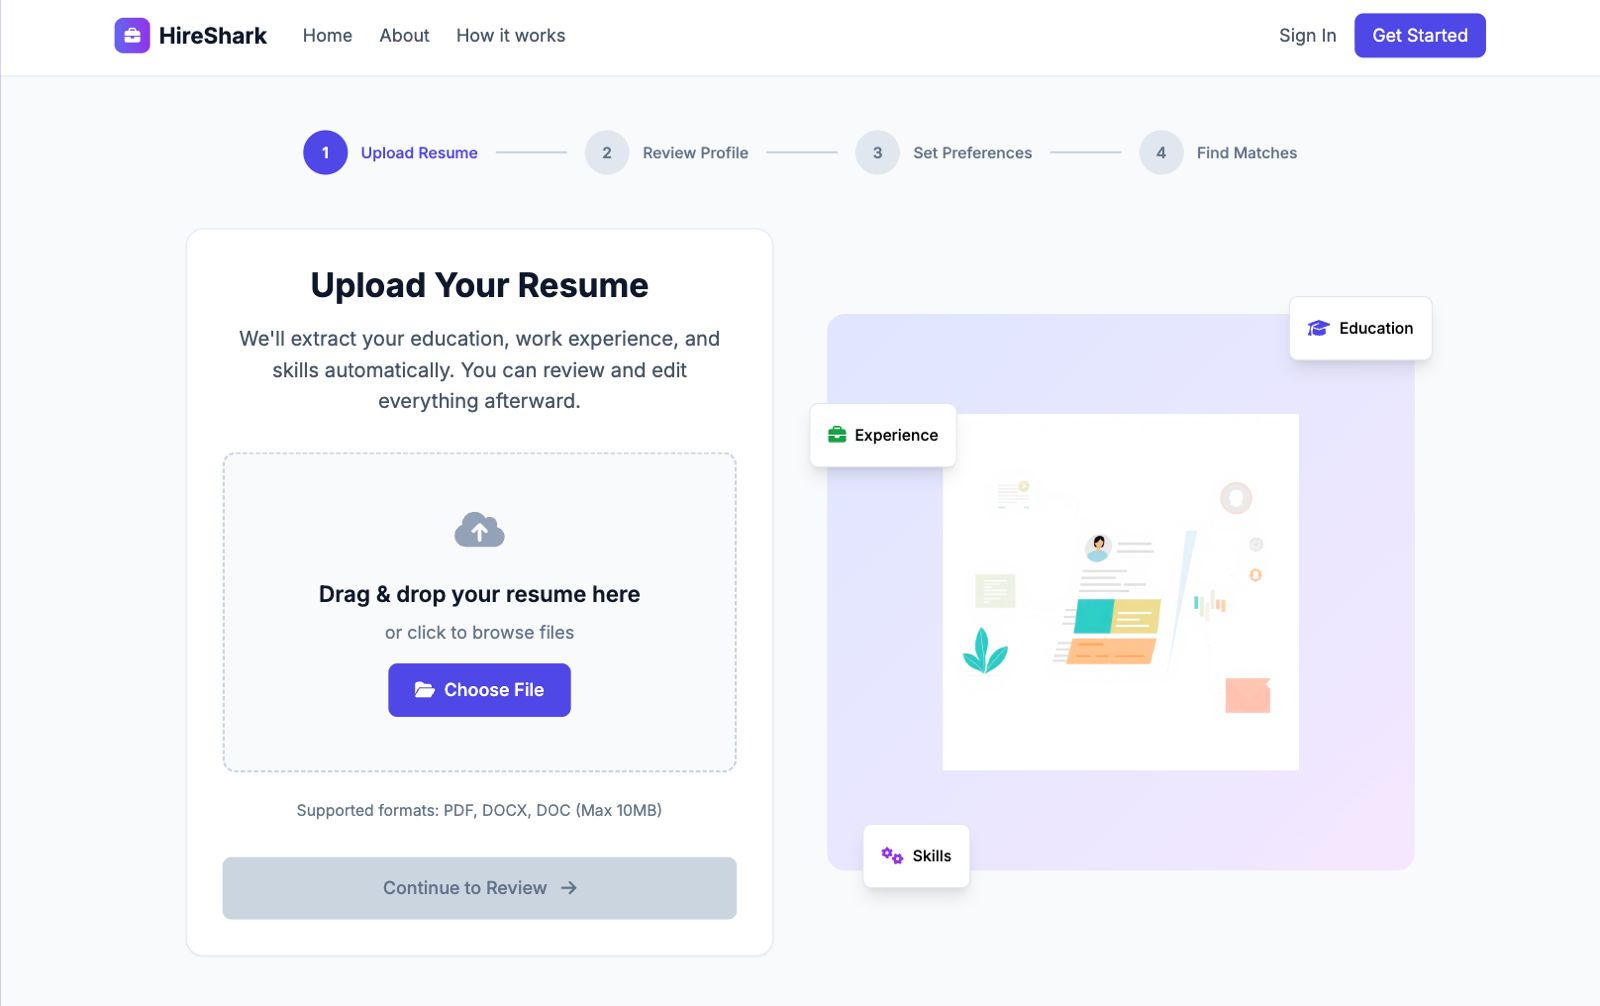 HireShark
Home
About
How it works
Sign In
Get Started
1
Upload Resume
2
Review Profile
3
Set Preferences
4
Find Matches
Upload Your Resume
We'll extract your education, work experience, and
skills automatically. You can review and edit
everything afterward.
Drag & drop your resume here
or click to browse files
Choose File
Supported formats: PDF, DOCX, DOC (Max 10MB)
Continue to Review
Education
Experience
Skills